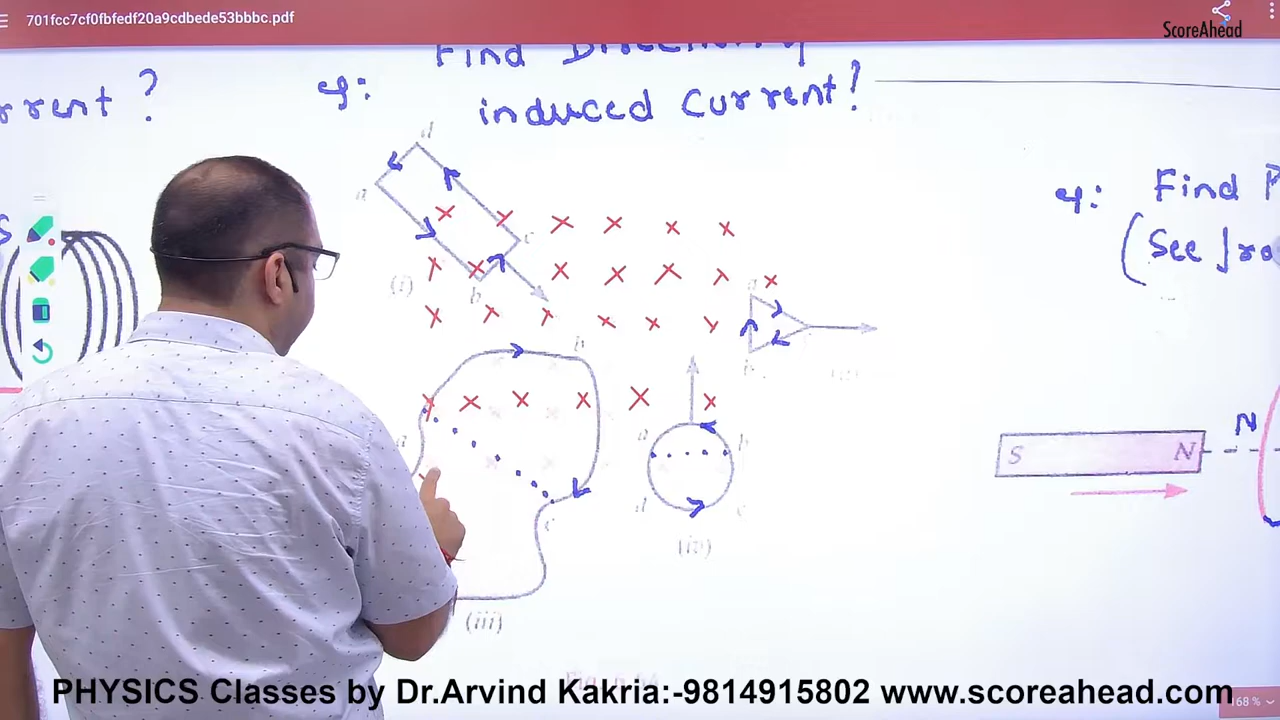 701fcc7cf0fbfedf20a9cdbede53bbbc.pdf
ScoreAhead
Find Direction of
rrent ?
q:
induced Current?
d
a
q: Find P
(See
S
c
(i)
b
a
b
b
a
N
a
b
S
N
d
c
c
(iv)
(iii)
PHYSICS Classes by Dr.Arvind Kakria:-9814915802 www.scoreahead.com
168 %